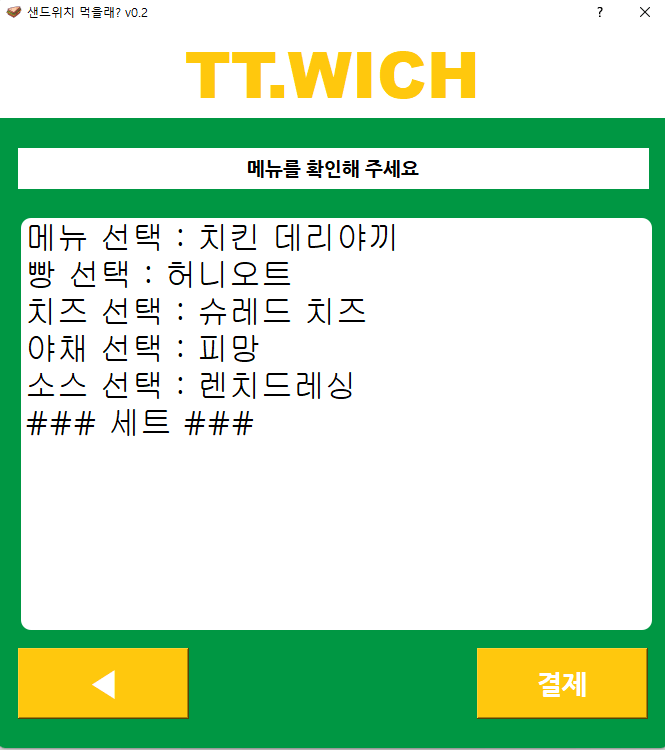 샌드위치 먹을래? v0.2
?
TT.WICH
메뉴를 확인해 주세요
메뉴 선택 : 치킨 데리야끼
빵 선택 : 허니오트
치즈 선택 : 슈레드 치즈
야채 선택 : 피망
소스 선택 : 렌치드레싱
### 세트 ###
결제